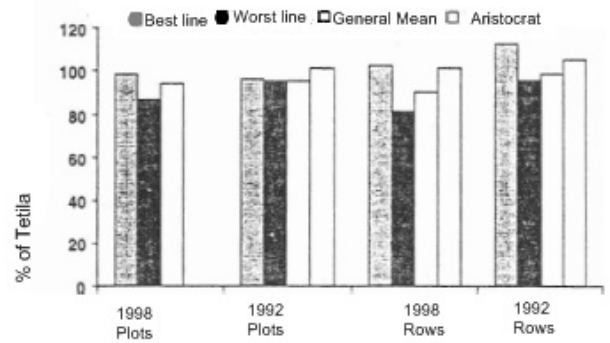 Best line Worst line General Mean Aristocrat
120
100
80
60
40
20
0
% of Tetila
1998 Plots
1992 Plots
1998 Rows
1992 Rows